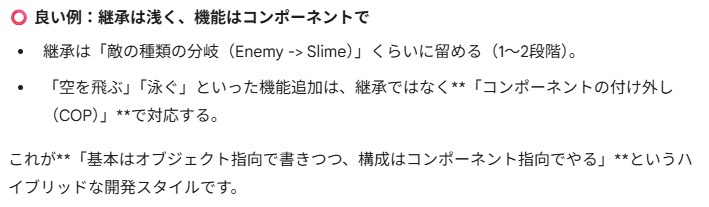 ⭕ 良い例：継承は浅く、機能はコンポーネントで
• 継承は「敵の種類の分岐（Enemy -> Slime）」くらいに留める（1〜2段階）。
• 「空を飛ぶ」「泳ぐ」といった機能追加は、継承ではなく**「コンポーネントの付け外し
（COP）」**で対応する。
これが**「基本はオブジェクト指向で書きつつ、構成はコンポーネント指向でやる」**というハ
イブリッドな開発スタイルです。